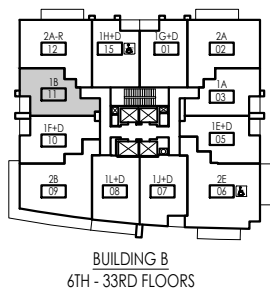 2A-R
12
1H+D
15
1G+D
01
2A
02
1B
11
1A
03
1F+D
10
1E+D
05
2B
09
1L+D
08
1J+D
07
2E
06
BUILDING B
6TH - 33RD FLOORS